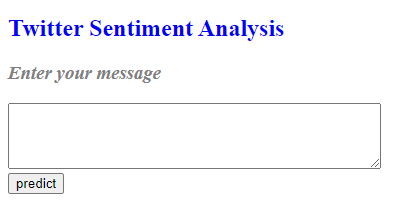 Twitter Sentiment Analysis
Enter your message
predict